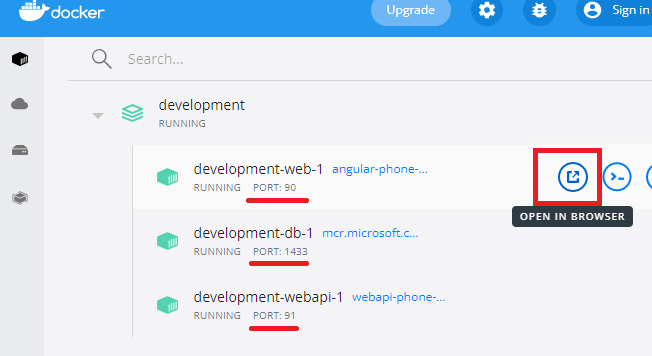 docker
Upgrade
Sign in
Search...
development
RUNNING
development-web-1 angular-phone-...
RUNNING PORT: 90
OPEN IN BROWSER
development-db-1 mcr.microsoft.c...
RUNNING PORT: 1433
development-webapi-1 webapi-phone-...
RUNNING PORT: 91